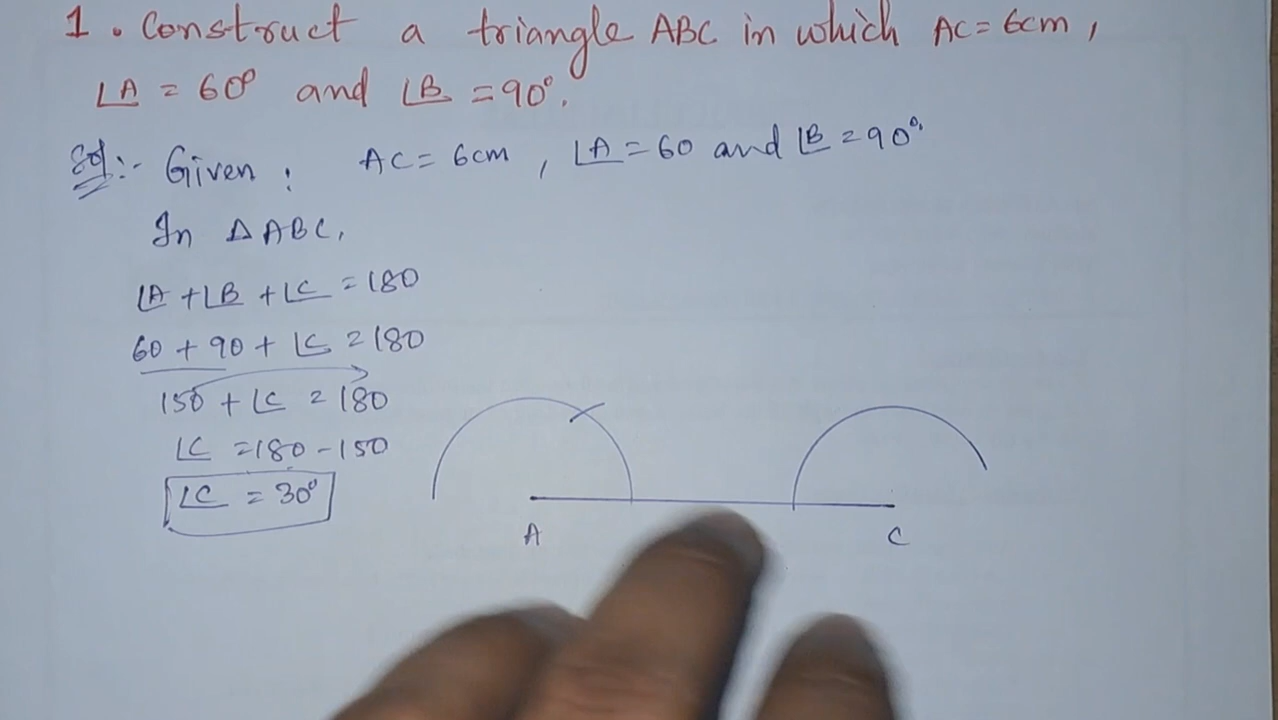 1. Construct a triangle ABC in which AC = 6cm,
∠A = 60° and ∠B = 90°.
Sol:- Given : AC = 6cm, ∠A = 60 and ∠B = 90°.
In △ABC,
∠A + ∠B + ∠C = 180
60 + 90 + ∠C = 180
150 + ∠C = 180
∠C = 180 - 150
∠C = 30°
A C